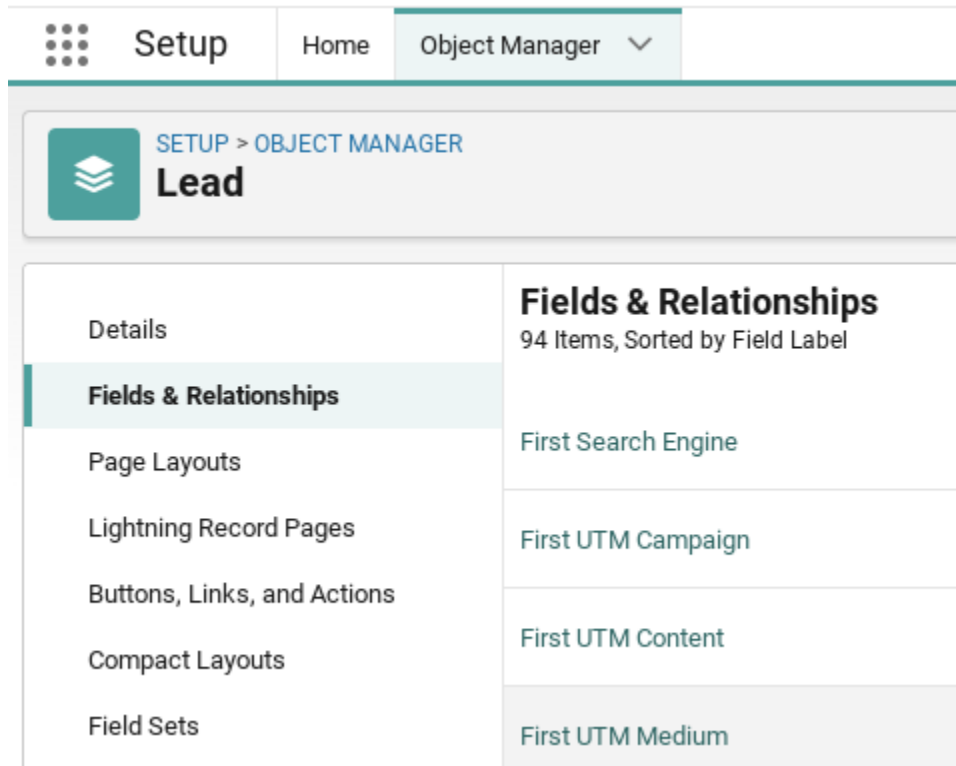 Setup
Home
Object Manager
SETUP > OBJECT MANAGER
Lead
Details
Fields & Relationships
Page Layouts
Lightning Record Pages
Buttons, Links, and Actions
Compact Layouts
Field Sets
Fields & Relationships
94 Items, Sorted by Field Label
First Search Engine
First UTM Campaign
First UTM Content
First UTM Medium